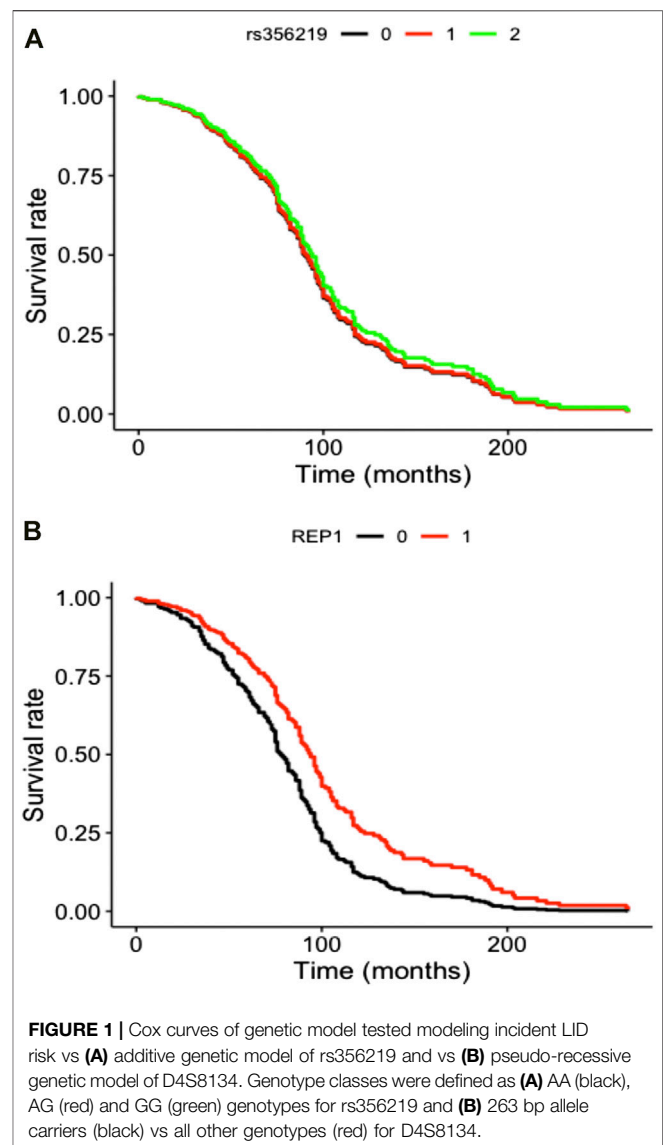 A
rs356219 0 1 2
1.00
0.75
0.50
0.25
0.00
Survival rate
0 100 200
Time (months)
B
REP1 0 1
1.00
0.75
0.50
0.25
0.00
Survival rate
0 100 200
Time (months)
FIGURE 1 | Cox curves of genetic model tested modeling incident LID
risk vs (A) additive genetic model of rs356219 and vs (B) pseudo-recessive
genetic model of D4S8134. Genotype classes were defined as (A) AA (black),
AG (red) and GG (green) genotypes for rs356219 and (B) 263 bp allele
carriers (black) vs all other genotypes (red) for D4S8134.